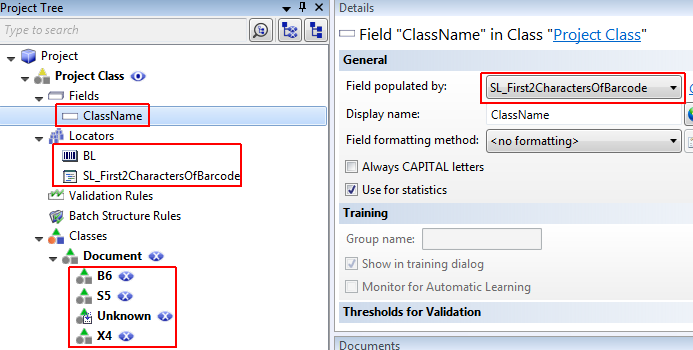 Project Tree
Type to search
Project
Project Class
Fields
ClassName
Locators
BL
SL_First2CharactersOfBarcode
Validation Rules
Batch Structure Rules
Classes
Document
B6
S5
Unknown
X4
Details
Field "ClassName" in Class "Project Class"
General
Field populated by:
SL_First2CharactersOfBarcode
Display name:
ClassName
Field formatting method:
<no formatting>
Always CAPITAL letters
Use for statistics
Training
Group name:
Show in training dialog
Monitor for Automatic Learning
Thresholds for Validation
Documents